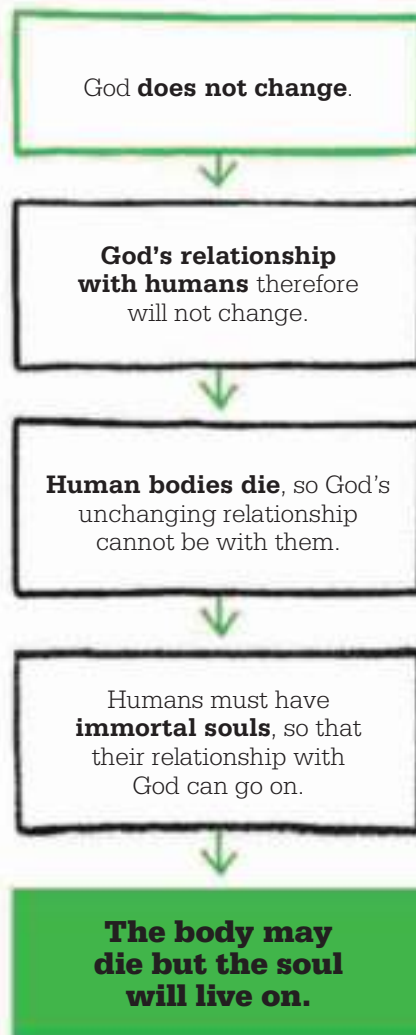 God does not change.
God's relationship
with humans therefore
will not change.
Human bodies die, so God's
unchanging relationship
cannot be with them.
Humans must have
immortal souls, so that
their relationship with
God can go on.
The body may
die but the soul
will live on.